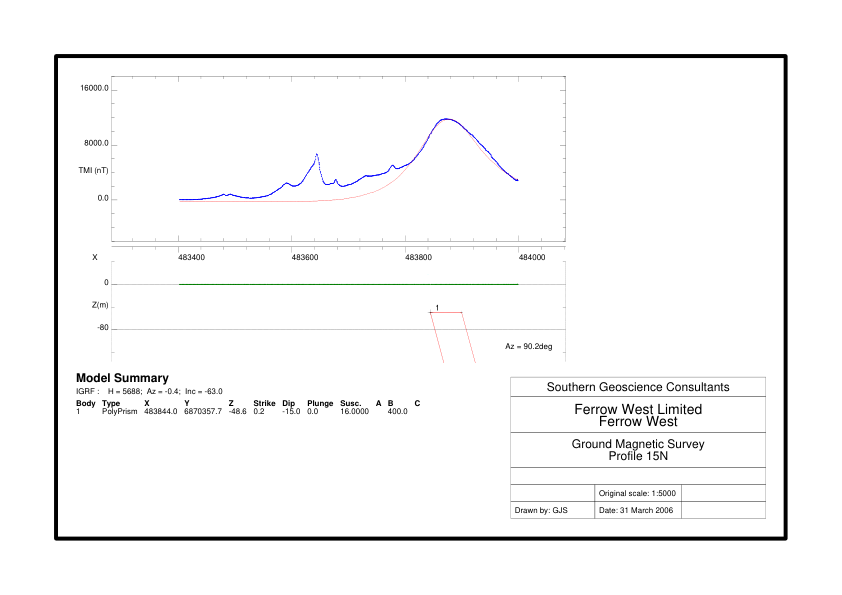 16000.0
8000.0
TMI (nT)
0.0
X 483400 483600 483800 484000
0
Z(m)
1
-80
Az = 90.2deg
Model Summary
IGRF : H = 5688; Az = -0.4; Inc = -63.0
Body Type X Y Z Strike Dip Plunge Susc. A B C
1 PolyPrism 483844.0 6870357.7 -48.6 0.2 -15.0 0.0 16.0000 400.0
Southern Geoscience Consultants
Ferrow West Limited
Ferrow West
Ground Magnetic Survey
Profile 15N
Original scale: 1:5000
Drawn by: GJS Date: 31 March 2006